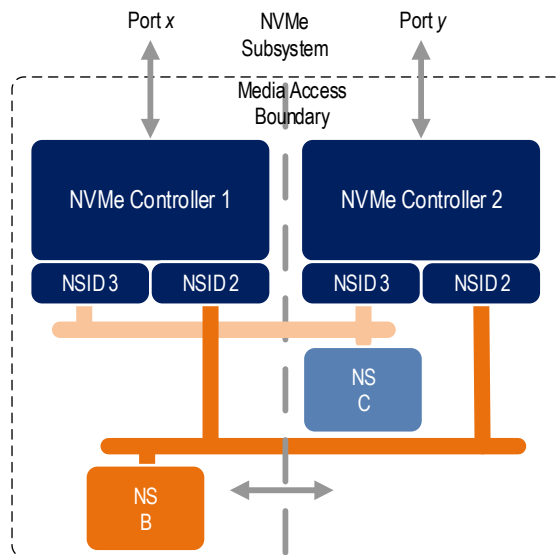 Port x
NVMe
Subsystem
Port y
Media Access
Boundary
NVMe Controller 1
NVMe Controller 2
NSID 3
NSID 2
NSID 3
NSID 2
NS
C
NS
B